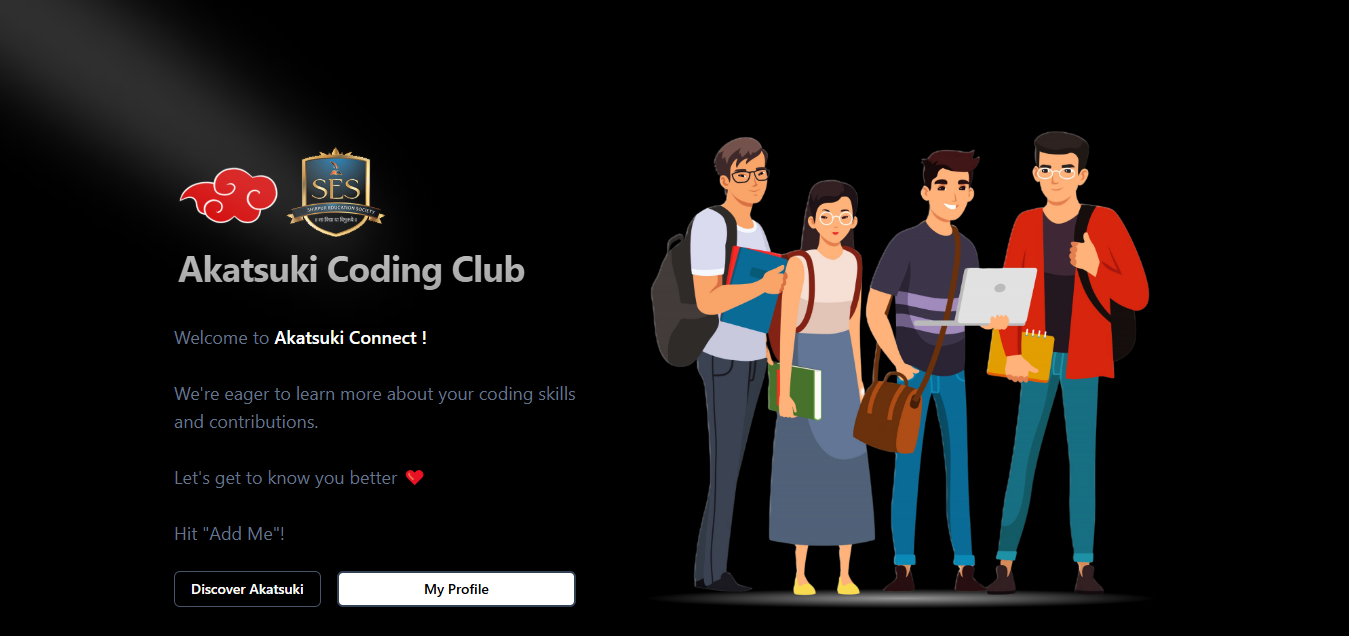 SES
SHIRPUR EDUCATION SOCIETY
Akatsuki Coding Club
Welcome to Akatsuki Connect !
We're eager to learn more about your coding skills
and contributions.
Let's get to know you better
Hit "Add Me"!
Discover Akatsuki
My Profile